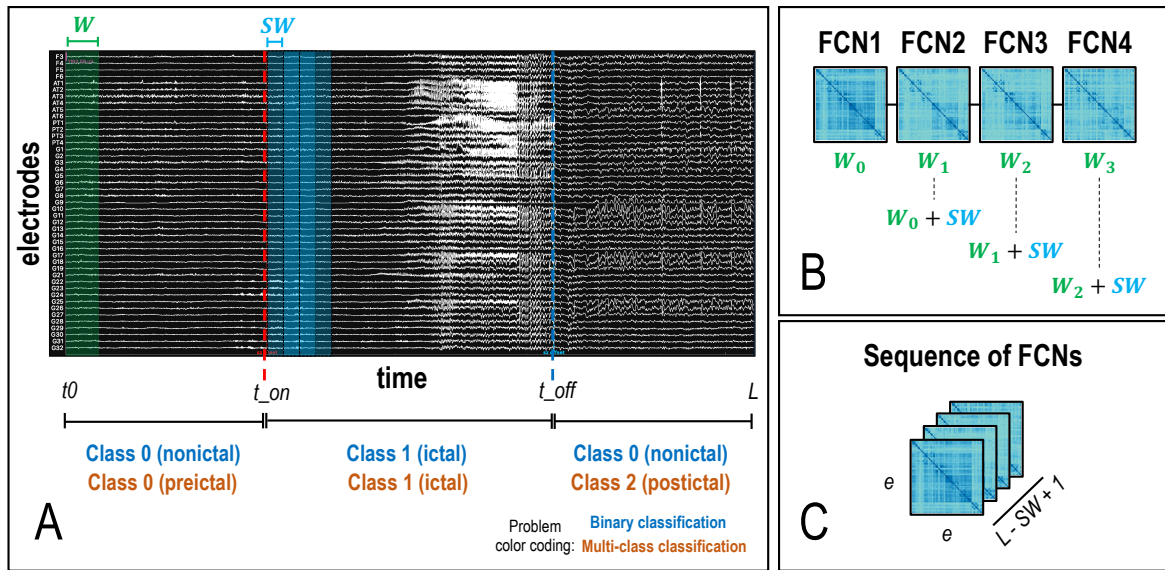 W
SW
F3
F4
F5
F6
AT1
AT2
AT3
AT4
AT5
AT6
PT1
PT2
PT3
PT4
G1
G2
G3
G4
G5
G6
G7
G8
G9
G10
G11
G12
G13
G14
G15
G16
G17
G18
G19
G21
G22
G23
G24
G25
G26
G27
G28
G29
G30
G31
G32
electrodes
time
t0
t_on
t_off
L
Class 0 (nonictal)
Class 1 (ictal)
Class 0 (nonictal)
Class 0 (preictal)
Class 1 (ictal)
Class 2 (postictal)
A
Problem color coding:
Binary classification
Multi-class classification
FCN1 FCN2 FCN3 FCN4
W₀ W₁ W₂ W₃
W₀ + SW
W₁ + SW
W₂ + SW
B
Sequence of FCNs
e
e
L - SW + 1
C